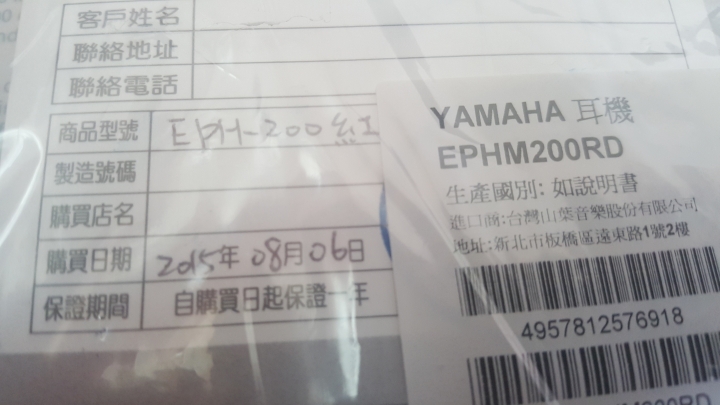 客戶姓名
聯絡地址
聯絡電話
商品型號 EPH-200 紅
製造號碼
購買店名
購買日期 2015年 08月 06日
保證期間 自購買日起保證一年
YAMAHA 耳機
EPHM200RD
生產國別: 如說明書
進口商:台灣山葉音樂股份有限公司
地址:新北市板橋區遠東路1號2樓
4957812576918